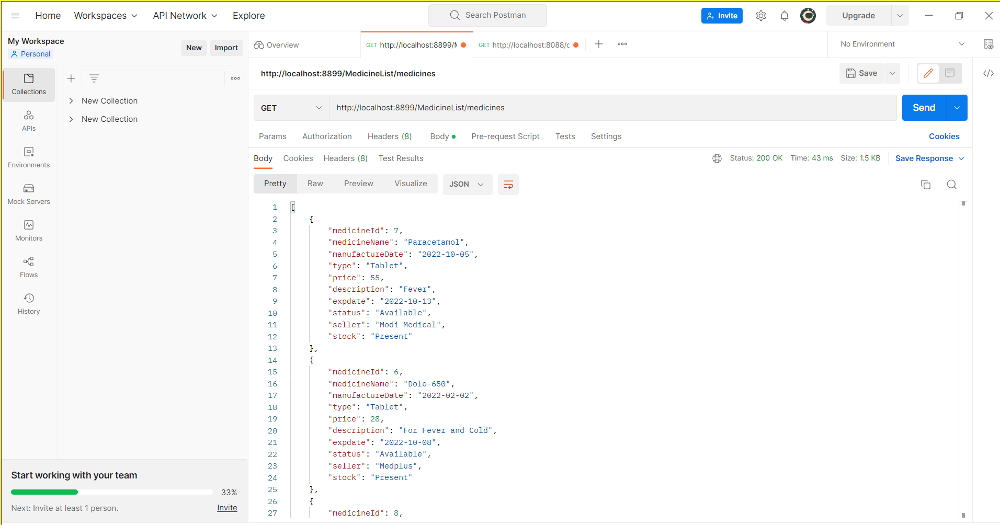 Home Workspaces API Network Explore Search Postman Invite Upgrade
My Workspace
Personal
New Import
Overview GET http://localhost:8899/M GET http://localhost:8088/c No Environment
http://localhost:8899/MedicineList/medicines Save
GET http://localhost:8899/MedicineList/medicines Send
Params Authorization Headers (8) Body Pre-request Script Tests Settings Cookies
Body Cookies Headers (8) Test Results Status: 200 OK Time: 43 ms Size: 1.5 KB Save Response
Pretty Raw Preview Visualize JSON
Collections
APIs
Environments
Mock Servers
Monitors
Flows
History
New Collection
New Collection
1 [
2 {
3 "medicineId": 7,
4 "medicineName": "Paracetamol",
5 "manufactureDate": "2022-10-05",
6 "type": "Tablet",
7 "price": 55,
8 "description": "Fever",
9 "expdate": "2022-10-13",
10 "status": "Available",
11 "seller": "Modi Medical",
12 "stock": "Present"
13 },
14 {
15 "medicineId": 6,
16 "medicineName": "Dolo-650",
17 "manufactureDate": "2022-02-02",
18 "type": "Tablet",
19 "price": 28,
20 "description": "For Fever and Cold",
21 "expdate": "2022-10-08",
22 "status": "Available",
23 "seller": "Medplus",
24 "stock": "Present"
25 },
26 {
27 "medicineId": 8,
Start working with your team
33%
Next: Invite at least 1 person. Invite